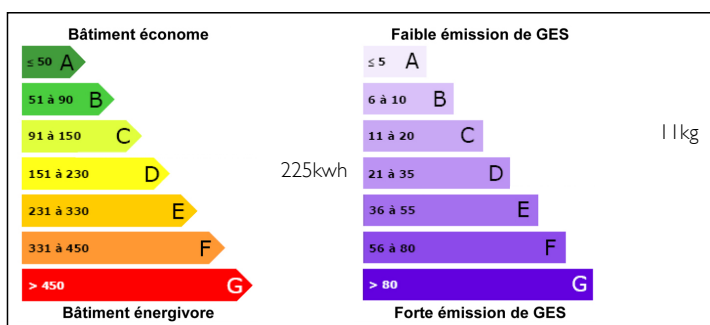 Bâtiment économe
≤ 50 A
51 à 90 B
91 à 150 C
151 à 230 D
225kwh
231 à 330 E
331 à 450 F
> 450 G
Bâtiment énergivore
Faible émission de GES
≤ 5 A
6 à 10 B
11 à 20 C
11kg
21 à 35 D
36 à 55 E
56 à 80 F
> 80 G
Forte émission de GES